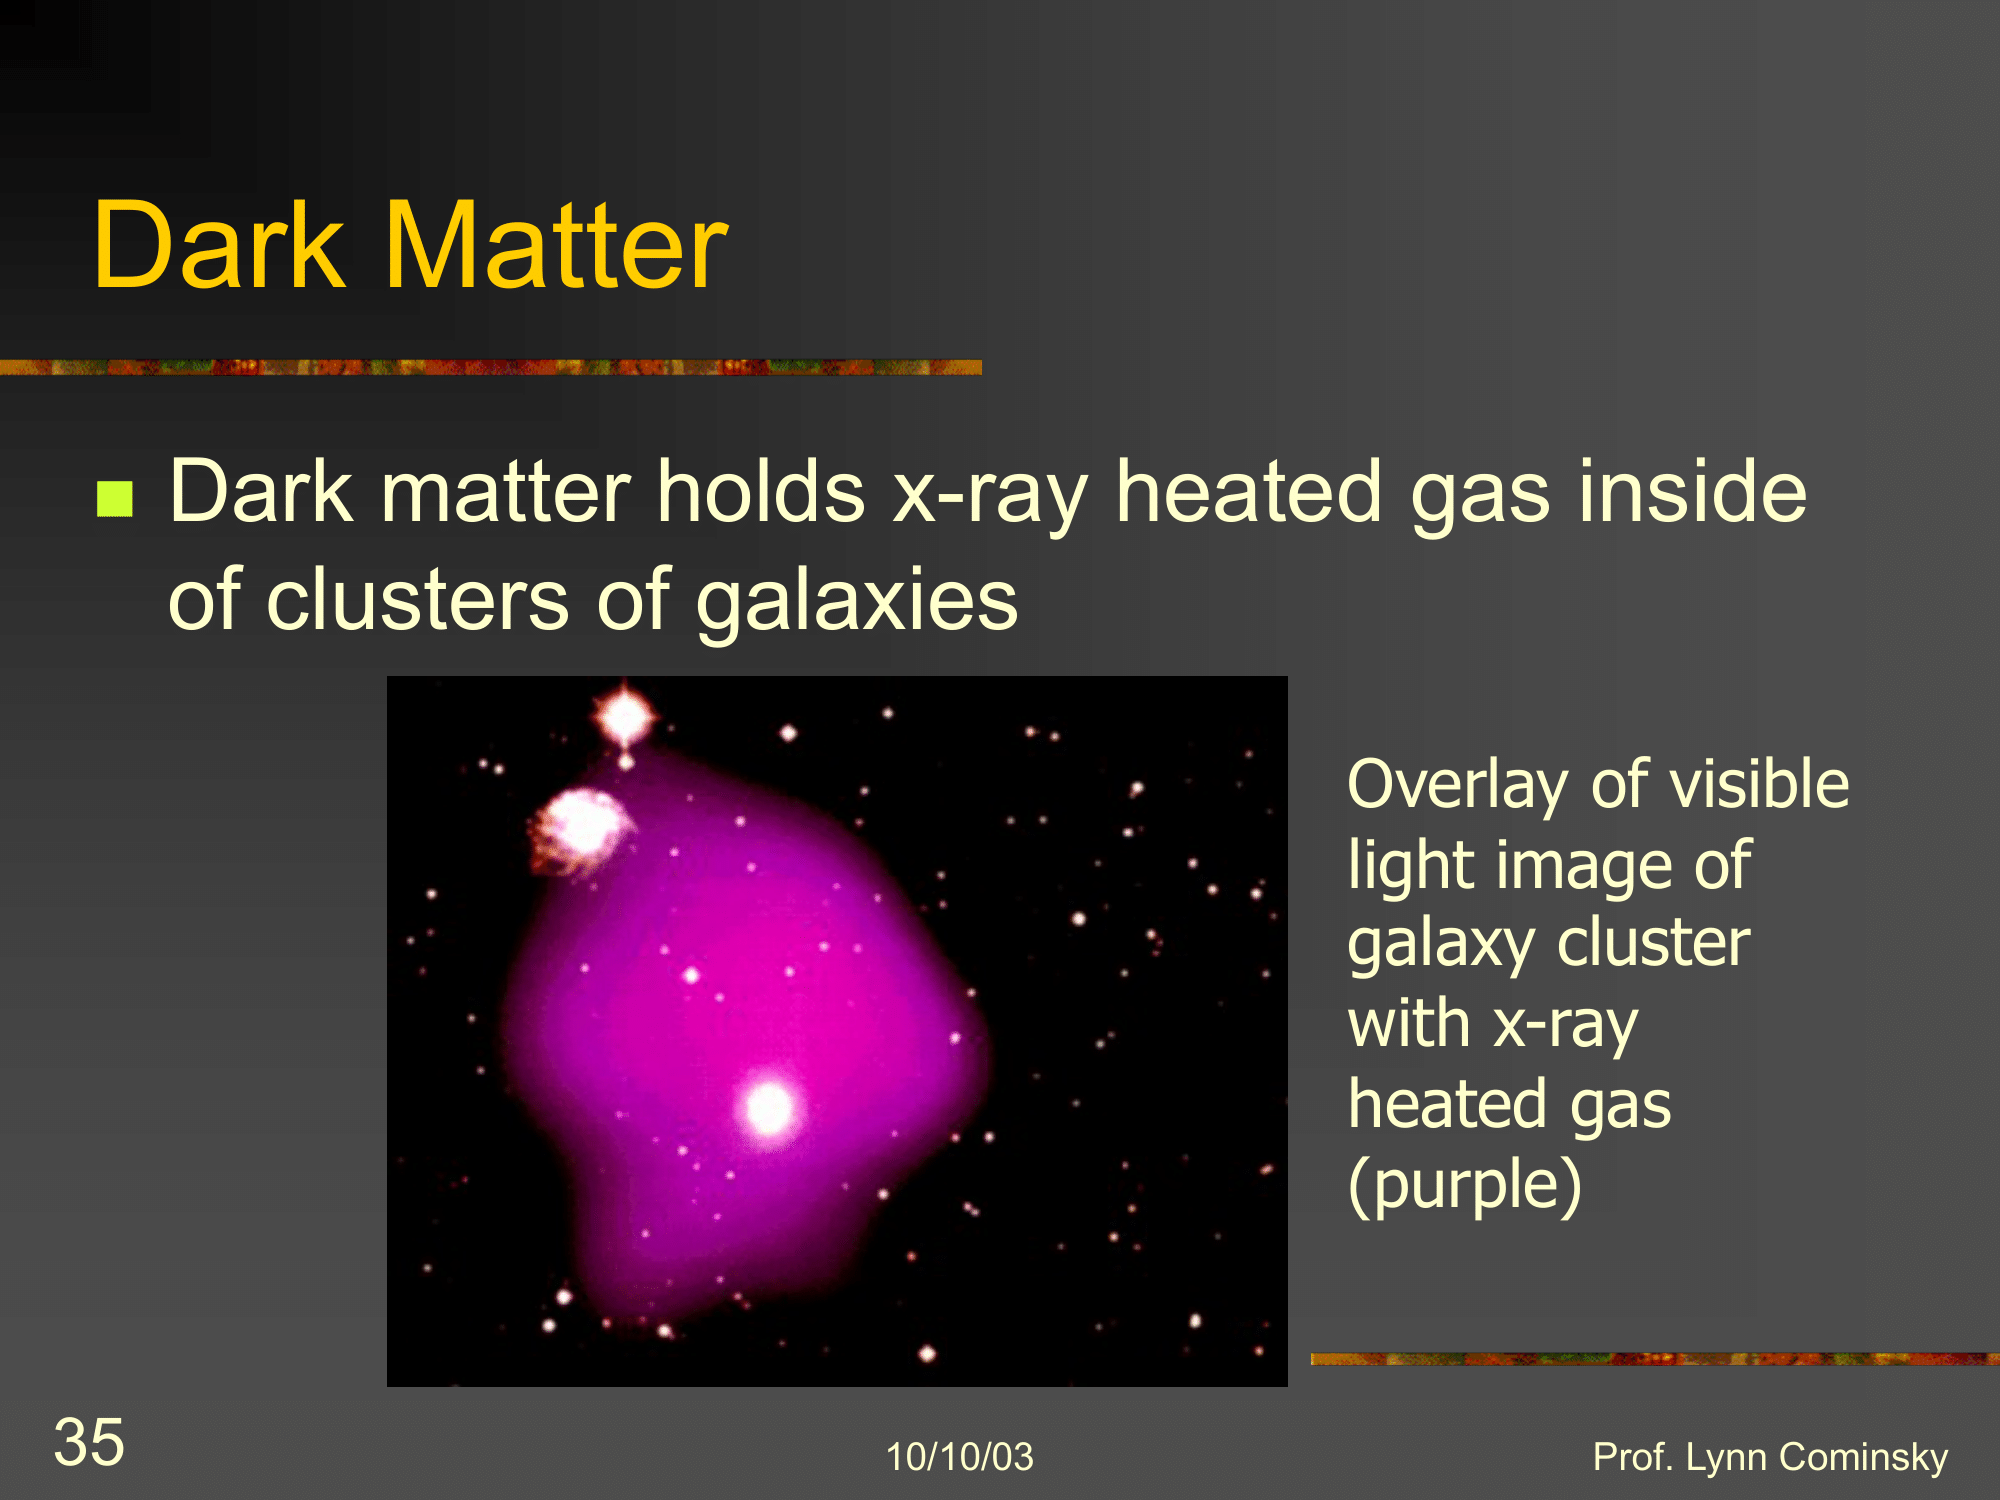 Dark Matter
Dark matter holds x-ray heated gas inside
of clusters of galaxies
Overlay of visible
light image of
galaxy cluster
with x-ray
heated gas
(purple)
35
10/10/03
Prof. Lynn Cominsky